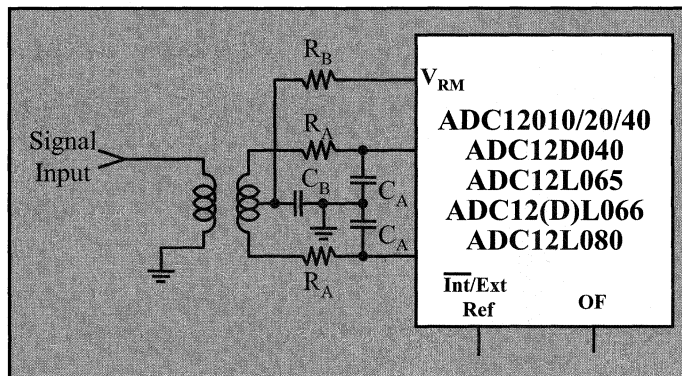 R_B
V_RM
R_A
ADC12010/20/40
Signal
Input
ADC12D040
C_B
C_A
ADC12L065
ADC12(D)L066
C_A
ADC12L080
R_A
Int/Ext
Ref
OF